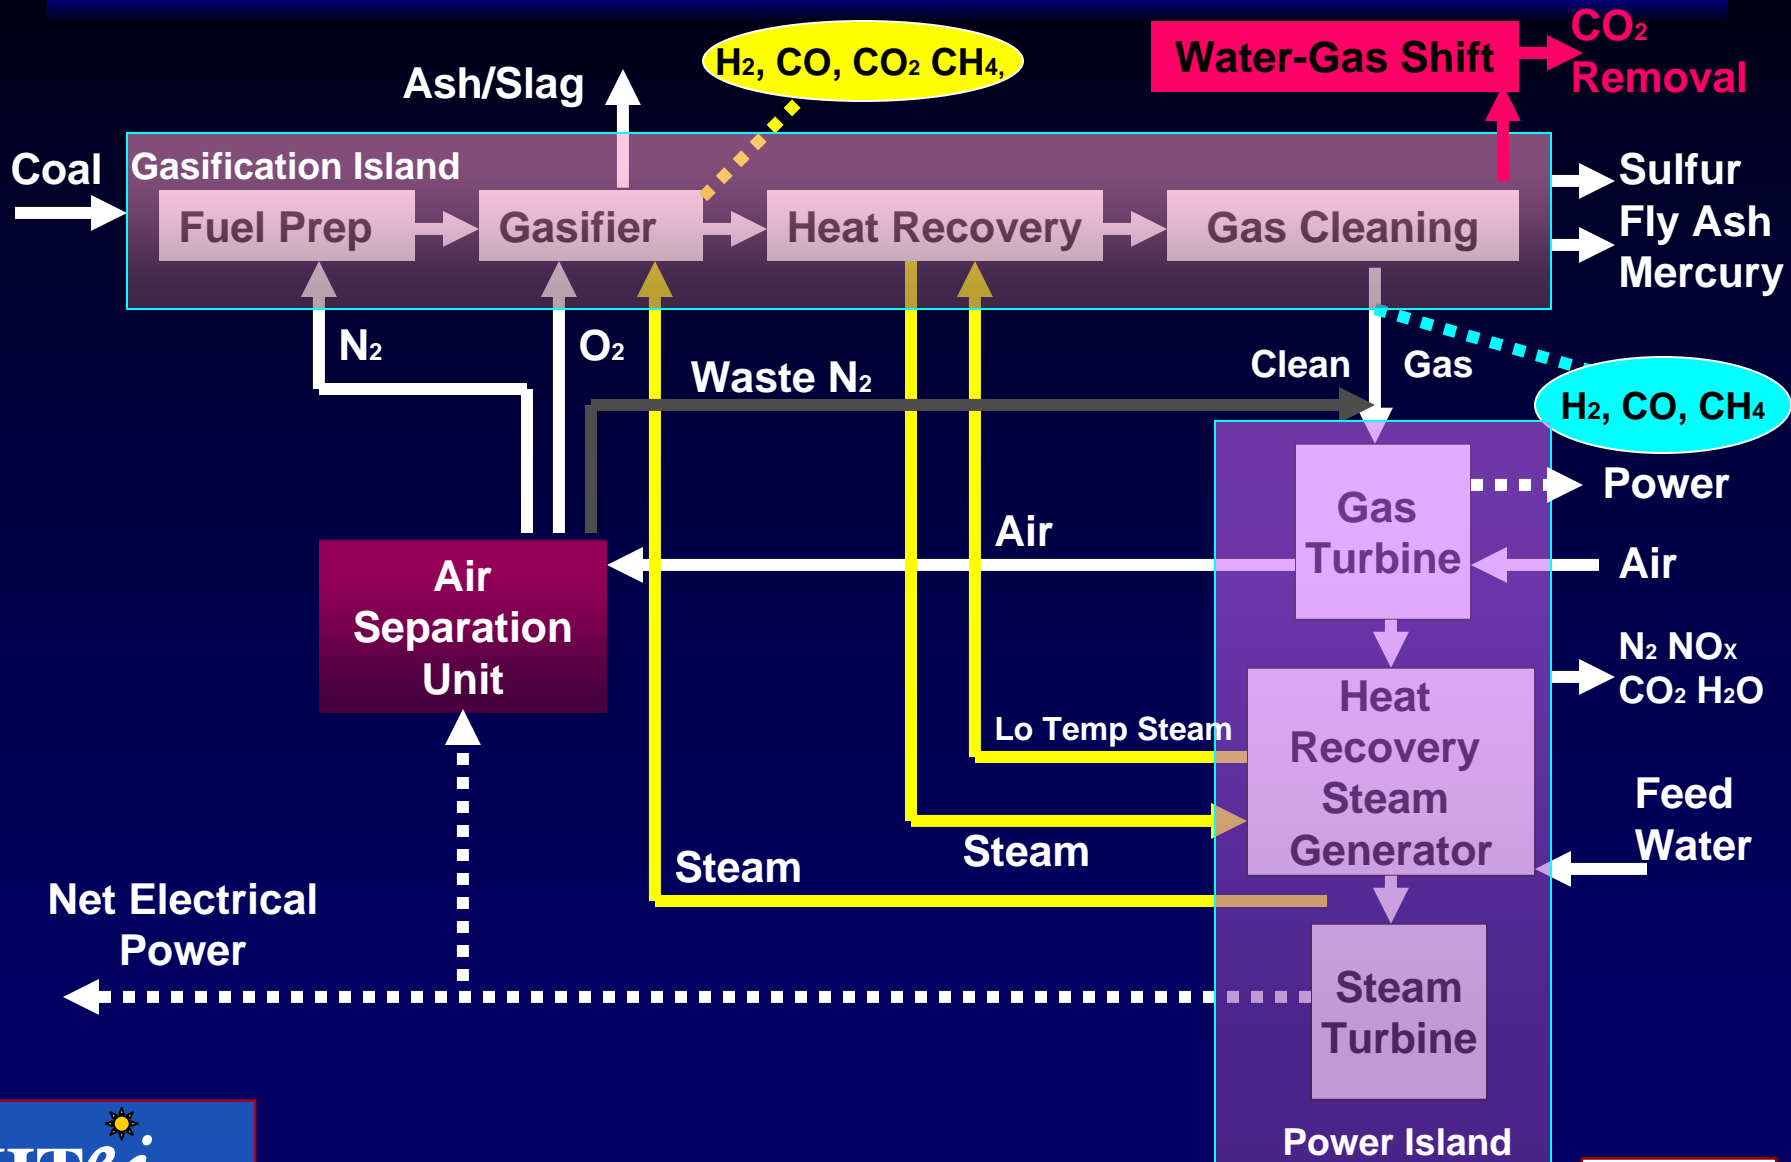 CO₂
Removal
Water-Gas Shift
H₂, CO, CO₂ CH₄,
Ash/Slag
Coal
Gasification Island
Fuel Prep
Gasifier
Heat Recovery
Gas Cleaning
Sulfur
Fly Ash
Mercury
N₂
O₂
Waste N₂
Clean Gas
H₂, CO, CH₄
Power
Gas
Turbine
Air
Air
Air
Separation
Unit
N₂ NOx
CO₂ H₂O
Lo Temp Steam
Heat
Recovery
Steam
Generator
Feed
Water
Steam
Steam
Net Electrical
Power
Steam
Turbine
Power Island